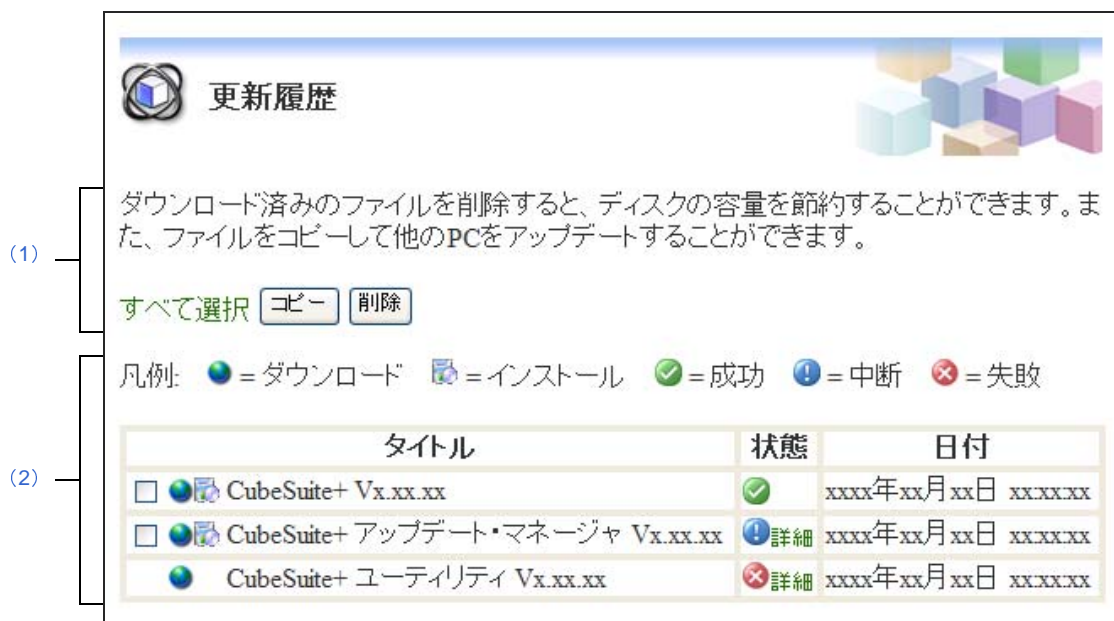 更新履歴
(1)
ダウンロード済みのファイルを削除すると、ディスクの容量を節約することができます。ま
た、ファイルをコピーして他のPCをアップデートすることができます。
すべて選択 コピー 削除
(2)
凡例: = ダウンロード = インストール = 成功 = 中断 = 失敗
タイトル 状態 日付
CubeSuite+ Vx.xx.xx xxxx年xx月xx日 xx:xx:xx
CubeSuite+ アップデート・マネージャ Vx.xx.xx 詳細 xxxx年xx月xx日 xx:xx:xx
CubeSuite+ ユーティリティ Vx.xx.xx 詳細 xxxx年xx月xx日 xx:xx:xx